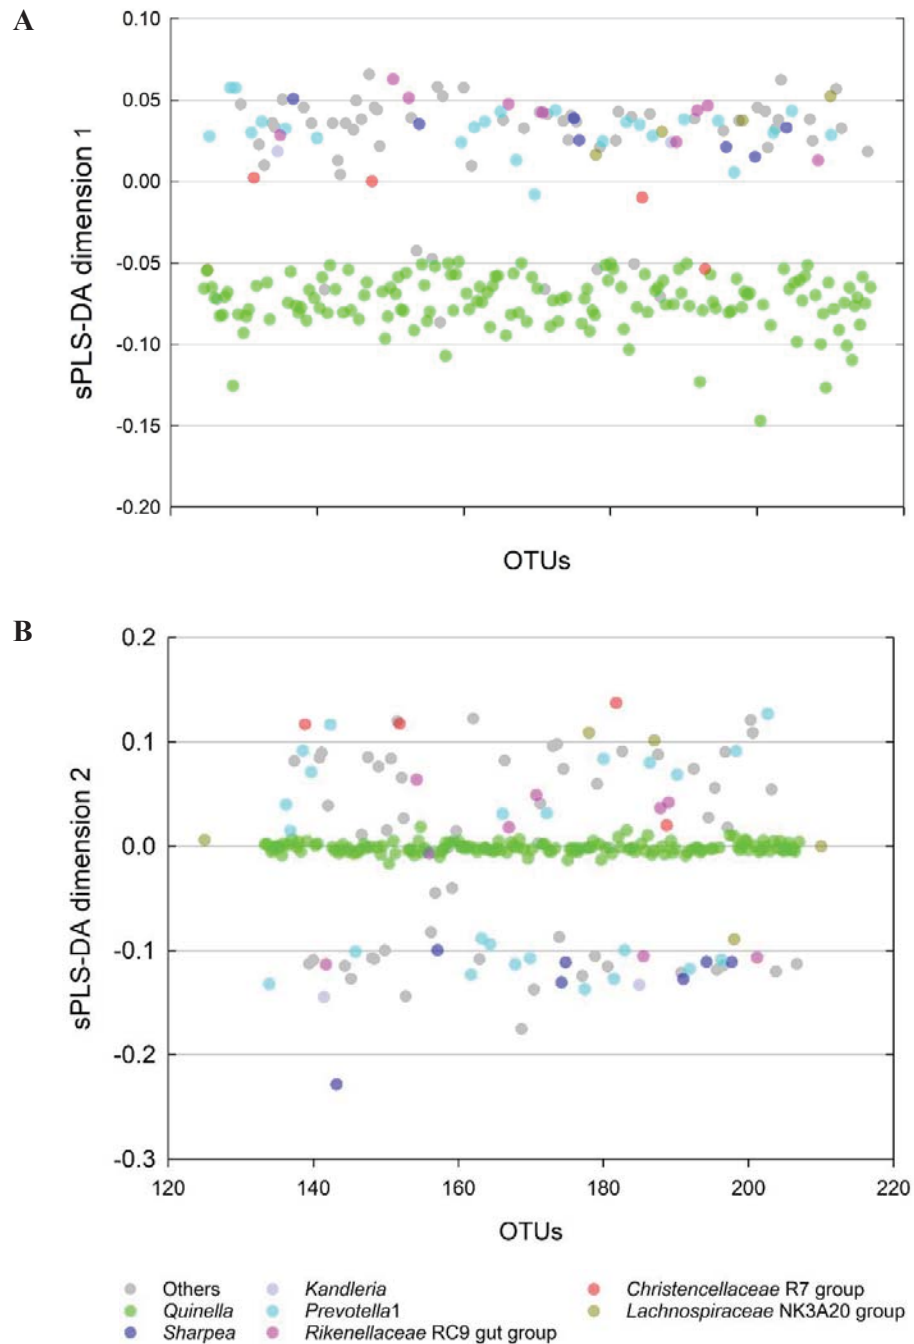 A
0.10
0.05
0.00
-0.05
-0.10
-0.15
-0.20
sPLS-DA dimension 1
OTUs
B
0.2
0.1
0.0
-0.1
-0.2
-0.3
sPLS-DA dimension 2
120 140 160 180 200 220
OTUs
Others Kandleria Christencellaceae R7 group
Quinella Prevotella1 Lachnospiraceae NK3A20 group
Sharpea Rikenellaceae RC9 gut group